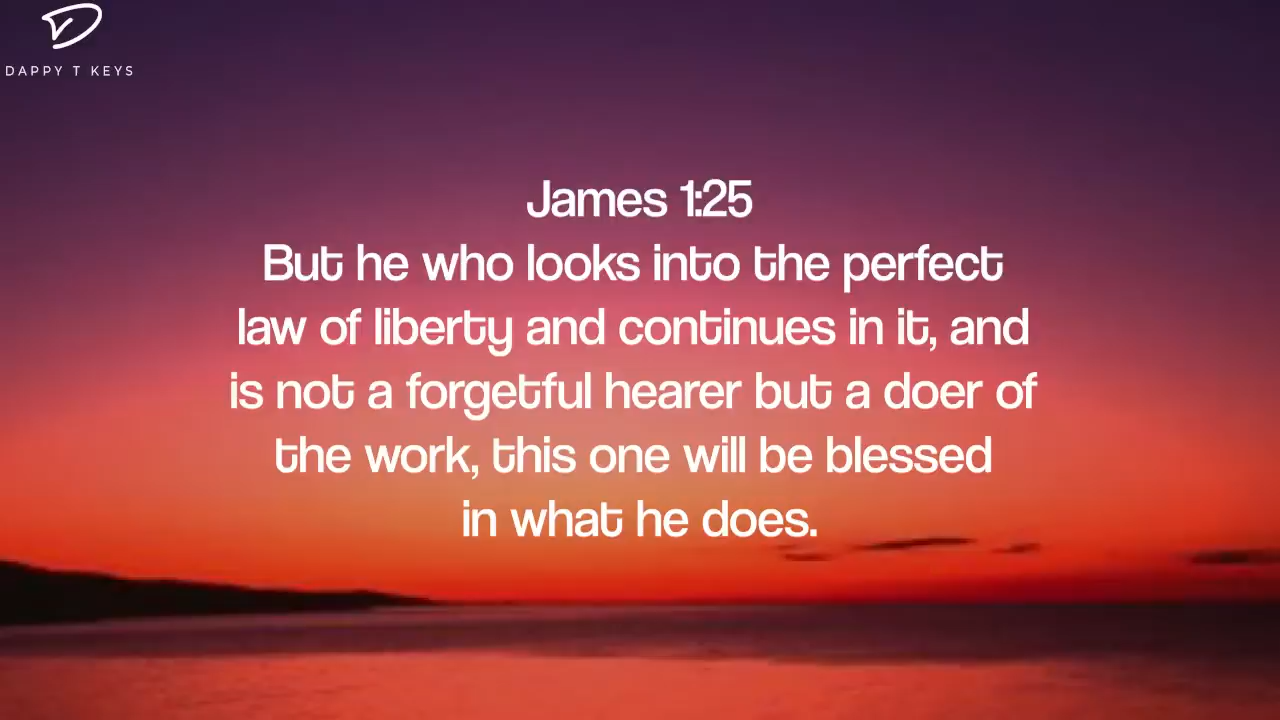 DAPPY T KEYS
James 1:25
But he who looks into the perfect
law of liberty and continues in it, and
is not a forgetful hearer but a doer of
the work, this one will be blessed
in what he does.